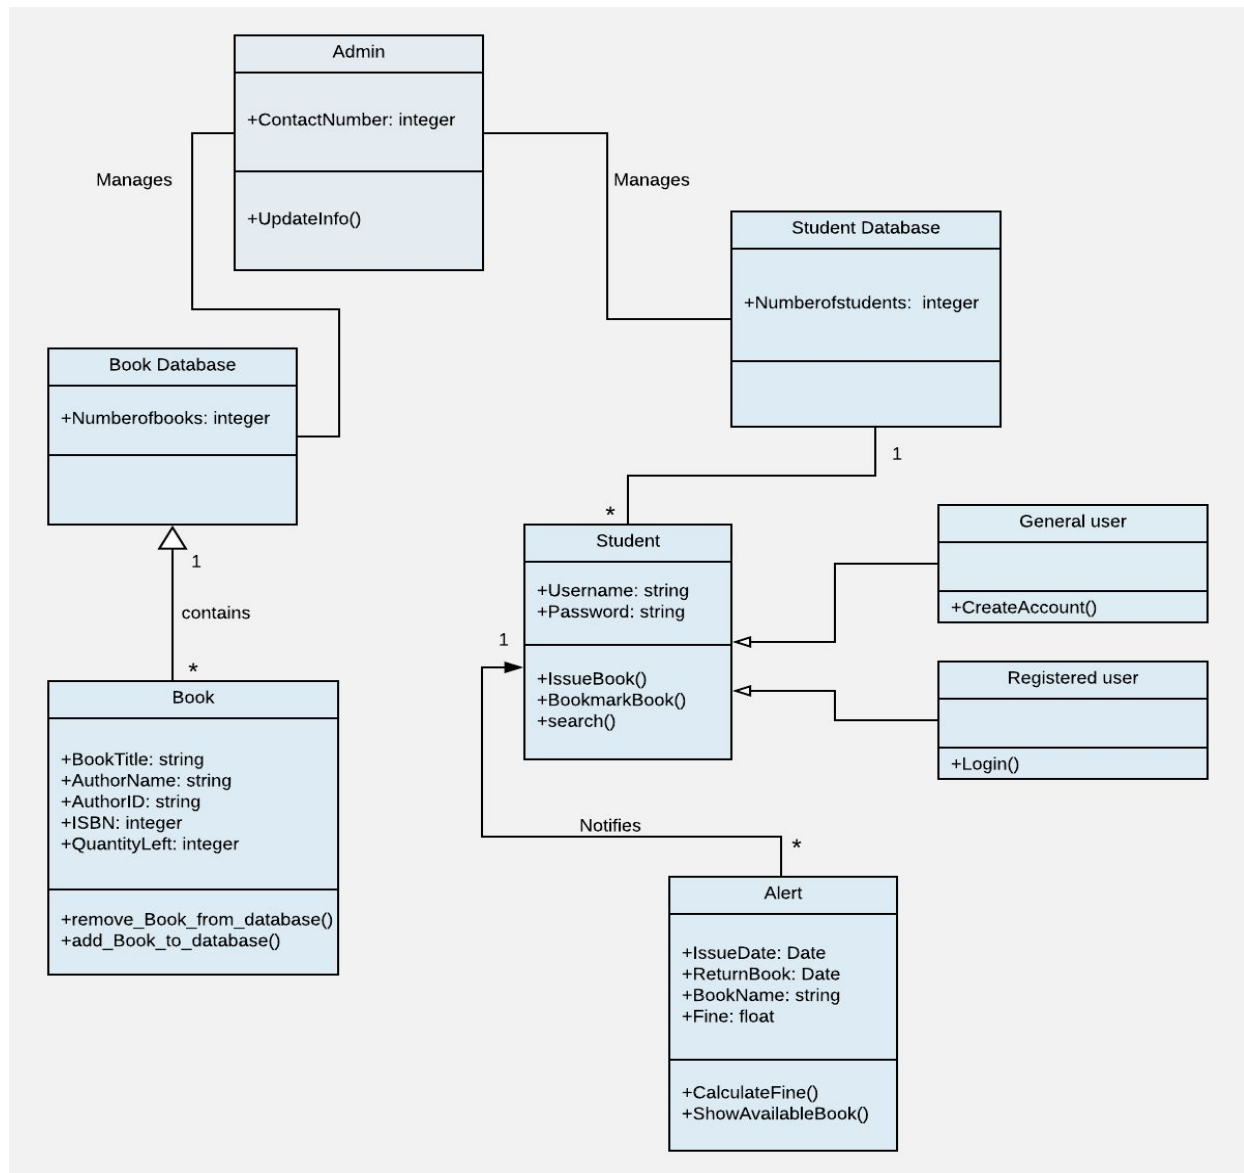 Admin
+ContactNumber: integer
+UpdateInfo()
Manages
Manages
Student Database
+Numberofstudents:  integer
Book Database
+Numberofbooks: integer
1
*
1
contains
*
Student
+Username: string
+Password: string
+IssueBook()
+BookmarkBook()
+search()
General user
+CreateAccount()
Registered user
+Login()
1
Book
+BookTitle: string
+AuthorName: string
+AuthorID: string
+ISBN: integer
+QuantityLeft: integer
+remove_Book_from_database()
+add_Book_to_database()
Notifies
*
Alert
+IssueDate: Date
+ReturnBook: Date
+BookName: string
+Fine: float
+CalculateFine()
+ShowAvailableBook()